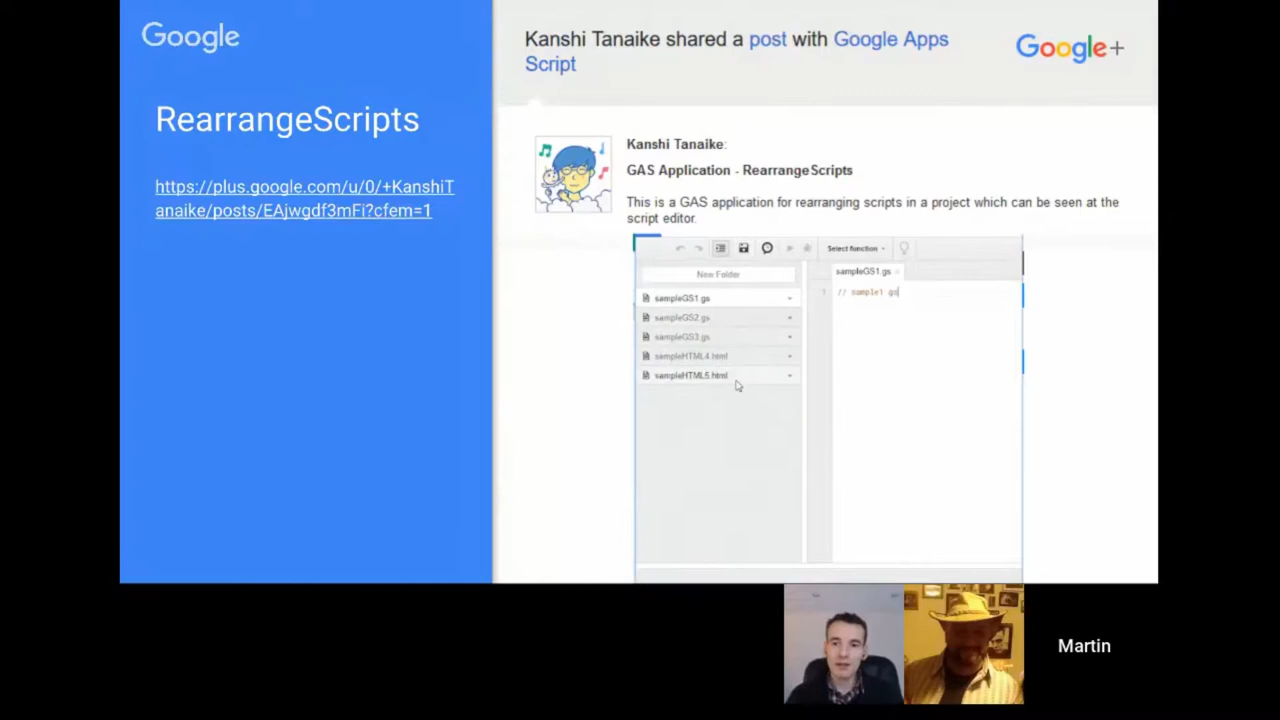 Google
RearrangeScripts
https://plus.google.com/u/0/+KanshiT
anaike/posts/EAjwgdf3mFi?cfem=1
Kanshi Tanaike shared a post with Google Apps
Script
Google+
Kanshi Tanaike:
GAS Application - RearrangeScripts
This is a GAS application for rearranging scripts in a project which can be seen at the
script editor.
Select function
New Folder
sampleGS1.gs
sampleGS2.gs
sampleGS3.gs
sampleHTML4.html
sampleHTML5.html
sampleGS1.gs
1 // sample1 gs
Martin